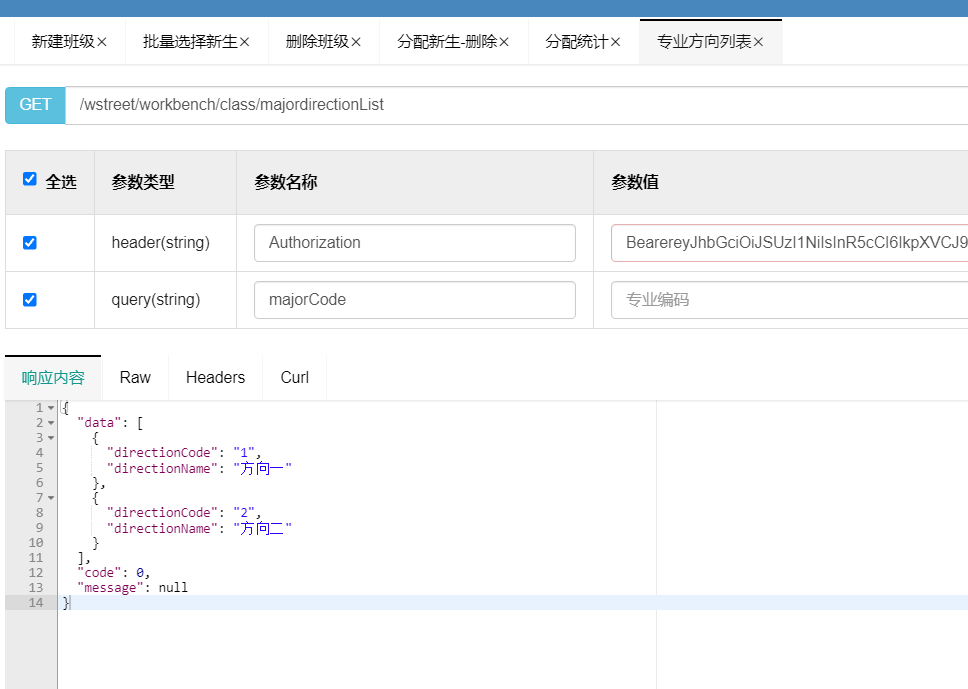 新建班级× 批量选择新生× 删除班级× 分配新生-删除× 分配统计× 专业方向列表×
GET /wstreet/workbench/class/majordirectionList
全选 参数类型 参数名称 参数值
header(string) Authorization BearereyJhbGciOiJSUzI1NiIsInR5cCI6IkpXVCJ9
query(string) majorCode 专业编码
响应内容 Raw Headers Curl
1 {
2 "data": [
3 {
4 "directionCode": "1",
5 "directionName": "方向一"
6 },
7 {
8 "directionCode": "2",
9 "directionName": "方向二"
10 }
11 ],
12 "code": 0,
13 "message": null
14 }